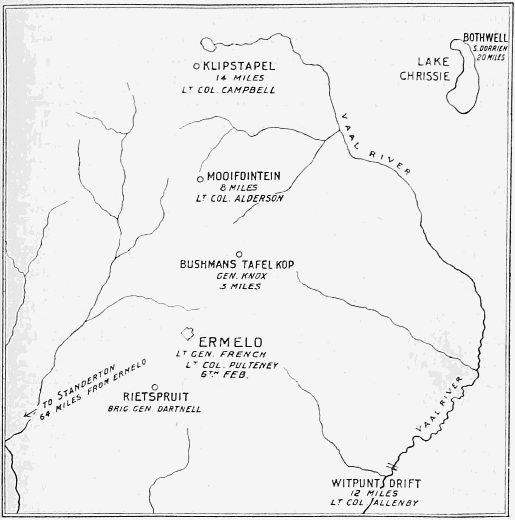 BOTHWELL
S. DORRIEN
20 MILES
LAKE
CHRISSIE
KLIPSTAPEL
14 MILES
LT COL. CAMPBELL
VAAL RIVER
MOOIFDINTEIN
8 MILES
LT COL. ALDERSON
BUSHMANS TAFEL KOP
GEN. KNOX
3 MILES
ERMELO
LT GEN. FRENCH
LT COL. PULTENEY
6TH FEB.
TO STANDERTON
64 MILES FROM ERMELO
RIETSPRUIT
BRIG. GEN. DARTNELL
VAAL RIVER
WITPUNT DRIFT
12 MILES
LT COL ALLENBY